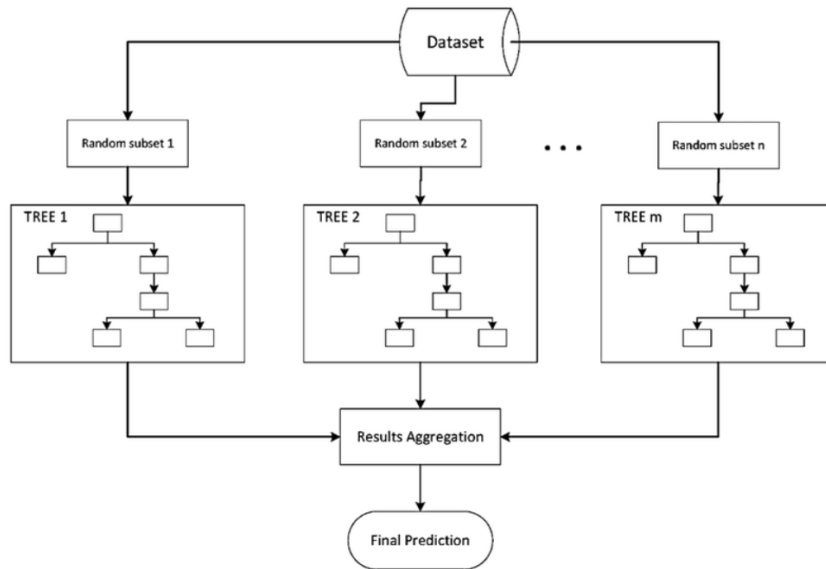 Dataset
Random subset 1
Random subset 2
Random subset n
TREE 1
TREE 2
TREE m
Results Aggregation
Final Prediction